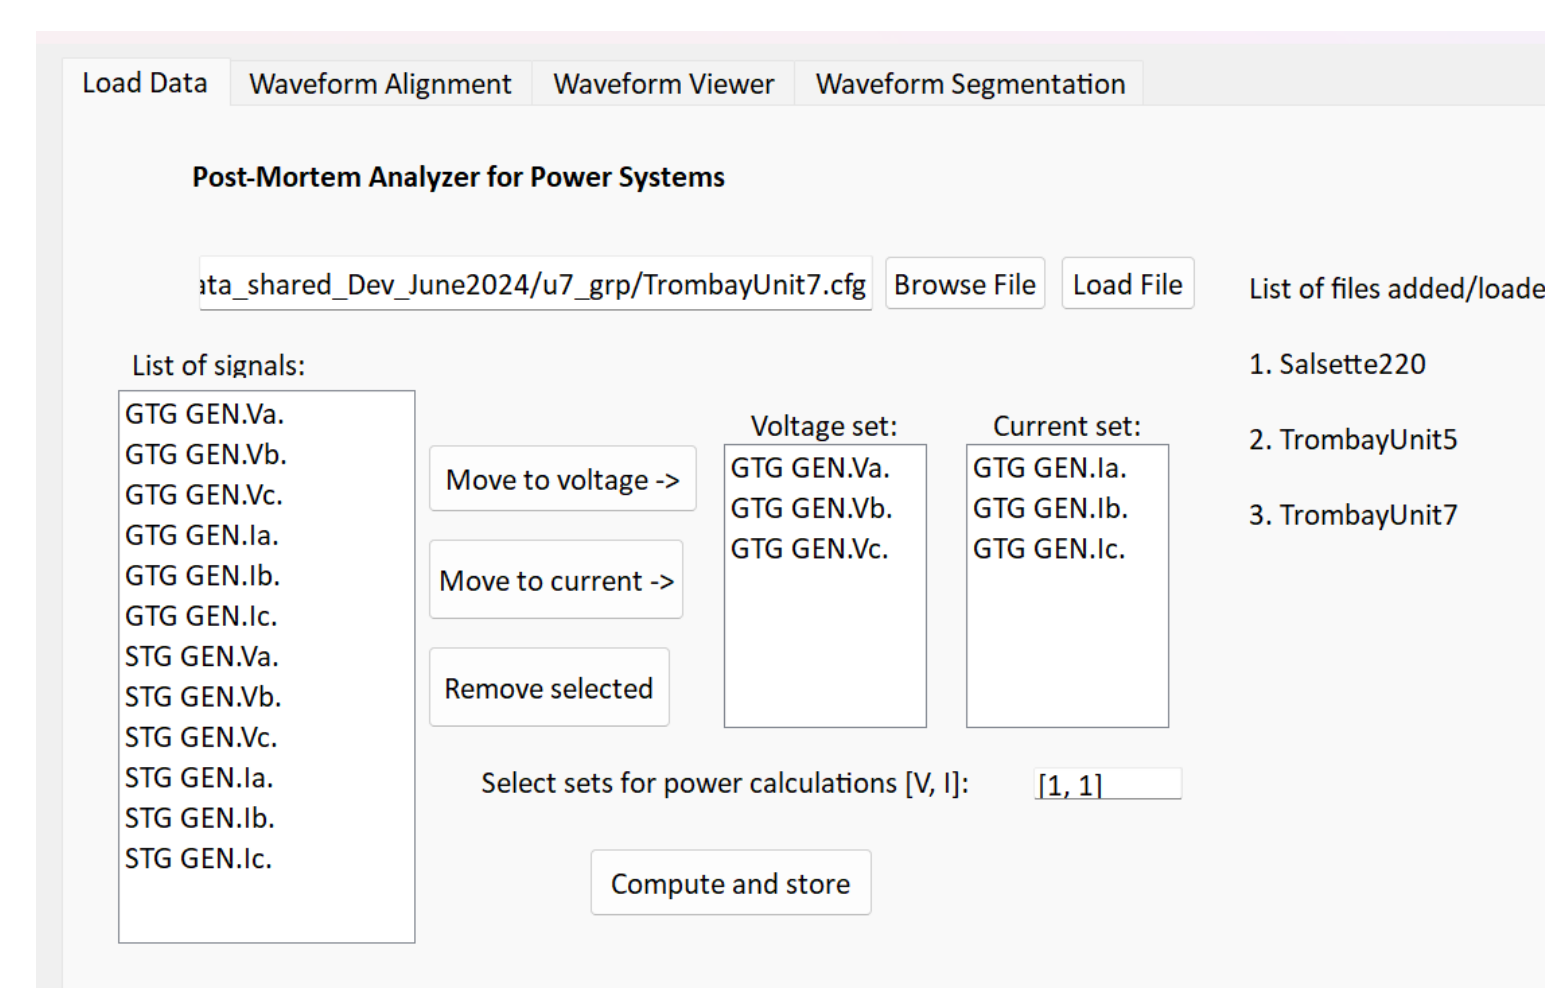 Load Data Waveform Alignment Waveform Viewer Waveform Segmentation
Post-Mortem Analyzer for Power Systems
ata_shared_Dev_June2024/u7_grp/TrombayUnit7.cfg Browse File Load File
List of signals:
GTG GEN.Va.
GTG GEN.Vb.
GTG GEN.Vc.
GTG GEN.Ia.
GTG GEN.Ib.
GTG GEN.Ic.
STG GEN.Va.
STG GEN.Vb.
STG GEN.Vc.
STG GEN.Ia.
STG GEN.Ib.
STG GEN.Ic.
Move to voltage ->
Move to current ->
Remove selected
Voltage set:
GTG GEN.Va.
GTG GEN.Vb.
GTG GEN.Vc.
Current set:
GTG GEN.Ia.
GTG GEN.Ib.
GTG GEN.Ic.
Select sets for power calculations [V, I]: [1, 1]
Compute and store
List of files added/loade
1. Salsette220
2. TrombayUnit5
3. TrombayUnit7